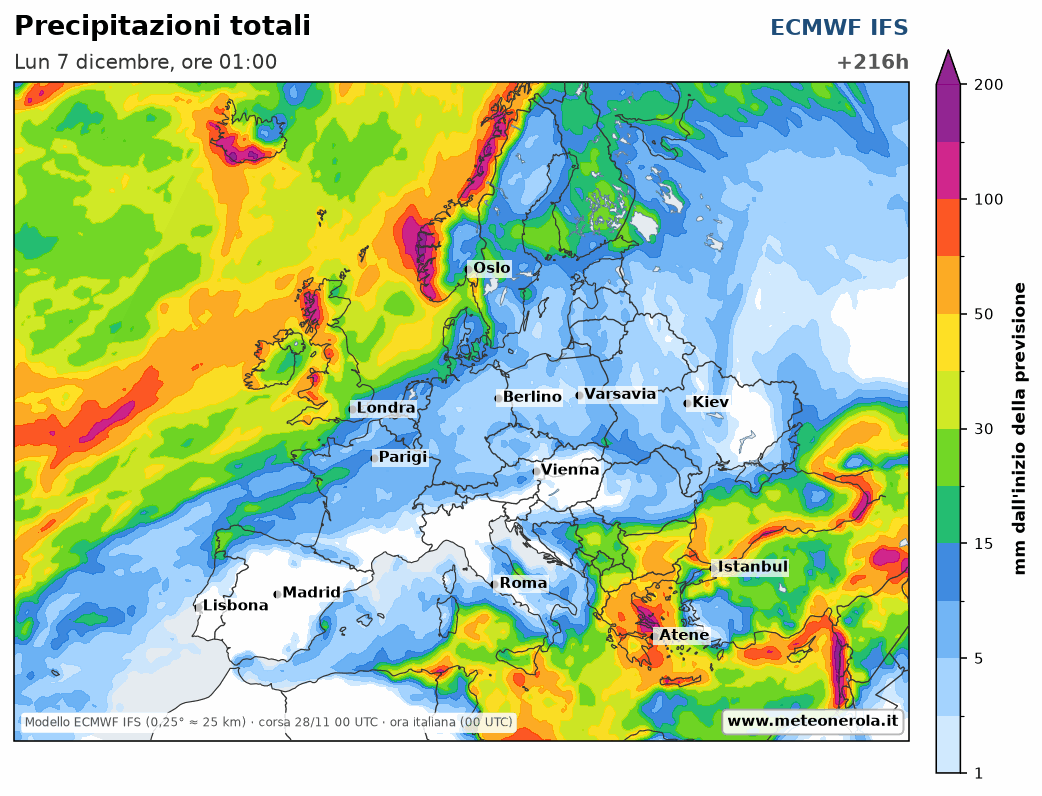 Precipitazioni totali
ECMWF IFS
Lun 7 dicembre, ore 01:00
+216h
200
100
50
30
15
5
1
mm dall'inizio della previsione
Oslo
Londra
Berlino
Varsavia
Kiev
Parigi
Vienna
Istanbul
Roma
Madrid
Lisbona
Atene
Modello ECMWF IFS (0,25° ≈ 25 km) · corsa 28/11 00 UTC · ora italiana (00 UTC)
www.meteonerola.it